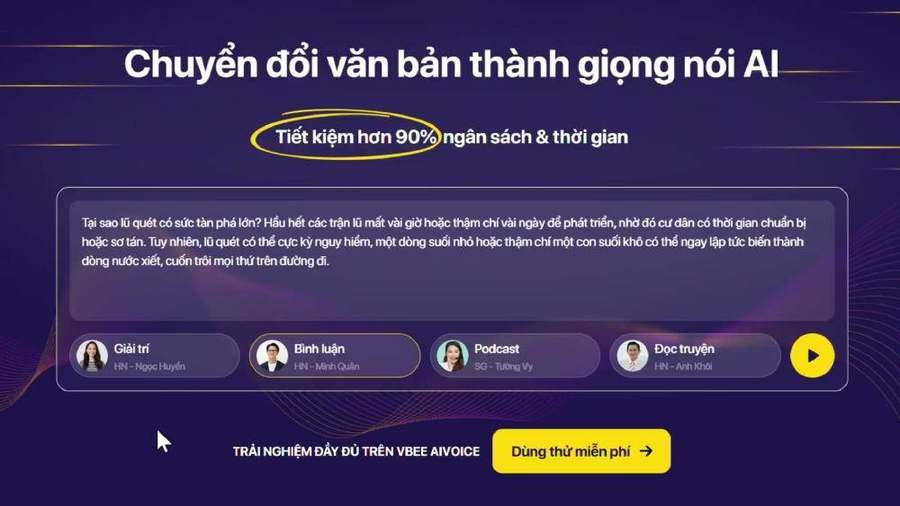 Chuyển đổi văn bản thành giọng nói AI
Tiết kiệm hơn 90% ngân sách & thời gian
Tại sao lũ quét có sức tàn phá lớn? Hầu hết các trận lũ mất vài giờ hoặc thậm chí vài ngày để phát triển, nhờ đó cư dân có thời gian chuẩn bị
hoặc sơ tán. Tuy nhiên, lũ quét có thể cực kỳ nguy hiểm, một dòng suối nhỏ hoặc thậm chí một con suối khô có thể ngay lập tức biến thành
dòng nước xiết, cuốn trôi mọi thứ trên đường đi.
Giải trí
HN - Ngọc Huyền
Bình luận
HN - Minh Quân
Podcast
SG - Tường Vy
Đọc truyện
HN - Anh Khôi
TRẢI NGHIỆM ĐẦY ĐỦ TRÊN VBEE AIVOICE
Dùng thử miễn phí →